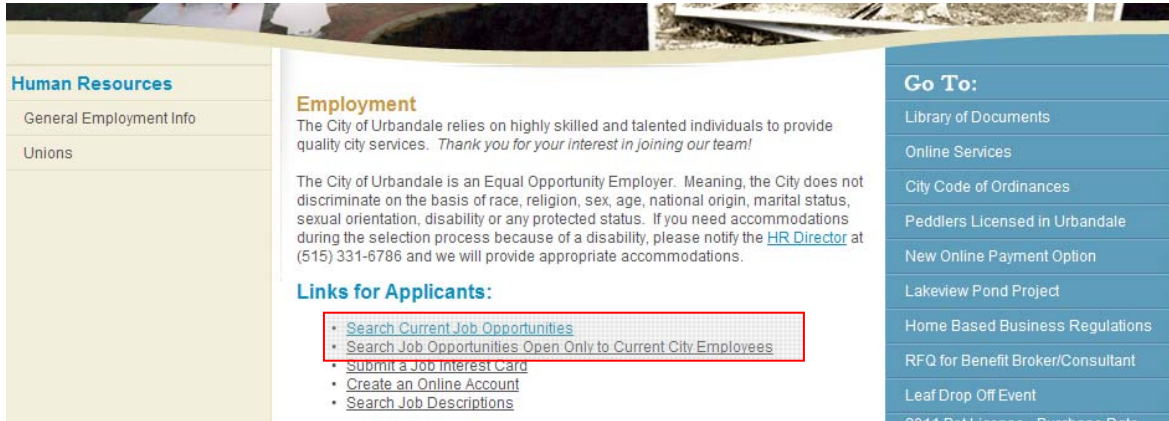 Human Resources
General Employment Info
Unions
Employment
The City of Urbandale relies on highly skilled and talented individuals to provide
quality city services.  Thank you for your interest in joining our team!
The City of Urbandale is an Equal Opportunity Employer.  Meaning, the City does not
discriminate on the basis of race, religion, sex, age, national origin, marital status,
sexual orientation, disability or any protected status.  If you need accommodations
during the selection process because of a disability, please notify the HR Director at
(515) 331-6786 and we will provide appropriate accommodations.
Links for Applicants:
• Search Current Job Opportunities
• Search Job Opportunities Open Only to Current City Employees
• Submit a Job Interest Card
• Create an Online Account
• Search Job Descriptions
Go To:
Library of Documents
Online Services
City Code of Ordinances
Peddlers Licensed in Urbandale
New Online Payment Option
Lakeview Pond Project
Home Based Business Regulations
RFQ for Benefit Broker/Consultant
Leaf Drop Off Event